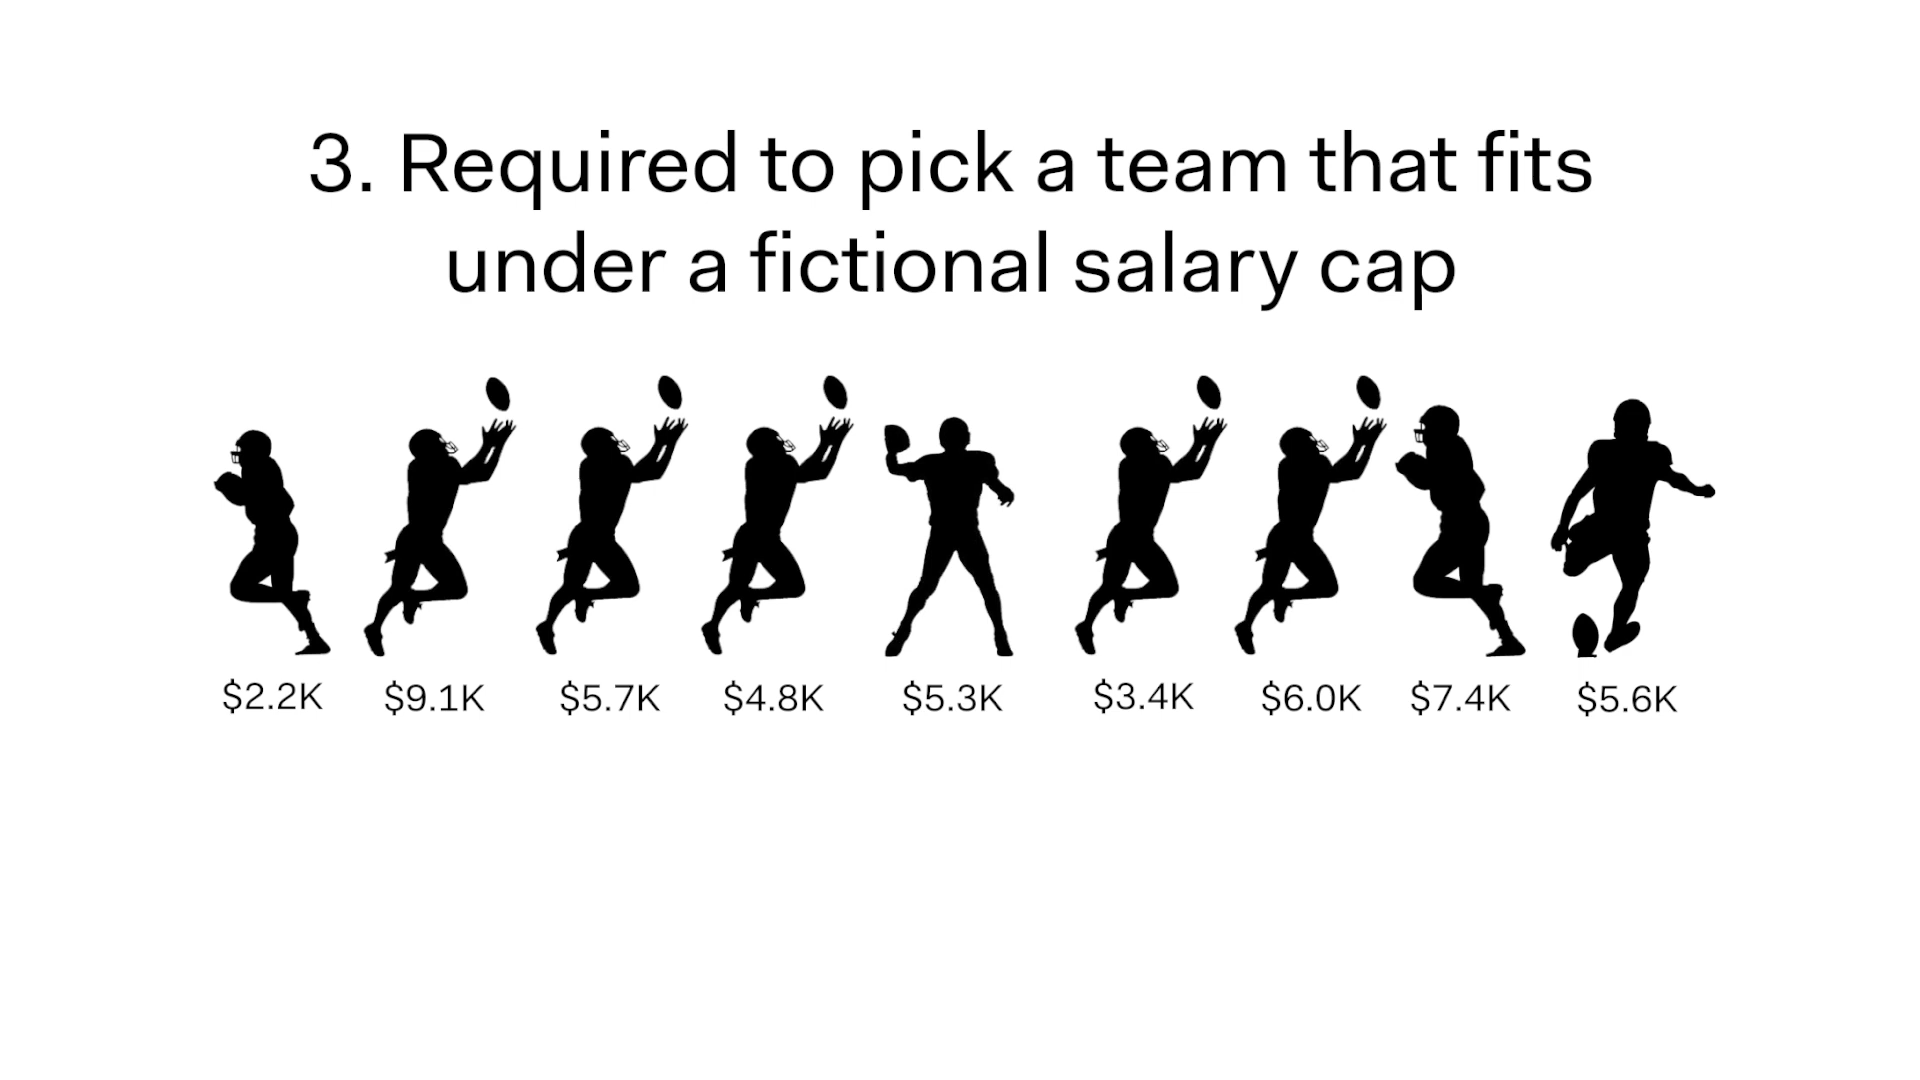 3. Required to pick a team that fits
under a fictional salary cap
$2.2K $9.1K $5.7K $4.8K $5.3K $3.4K $6.0K $7.4K $5.6K